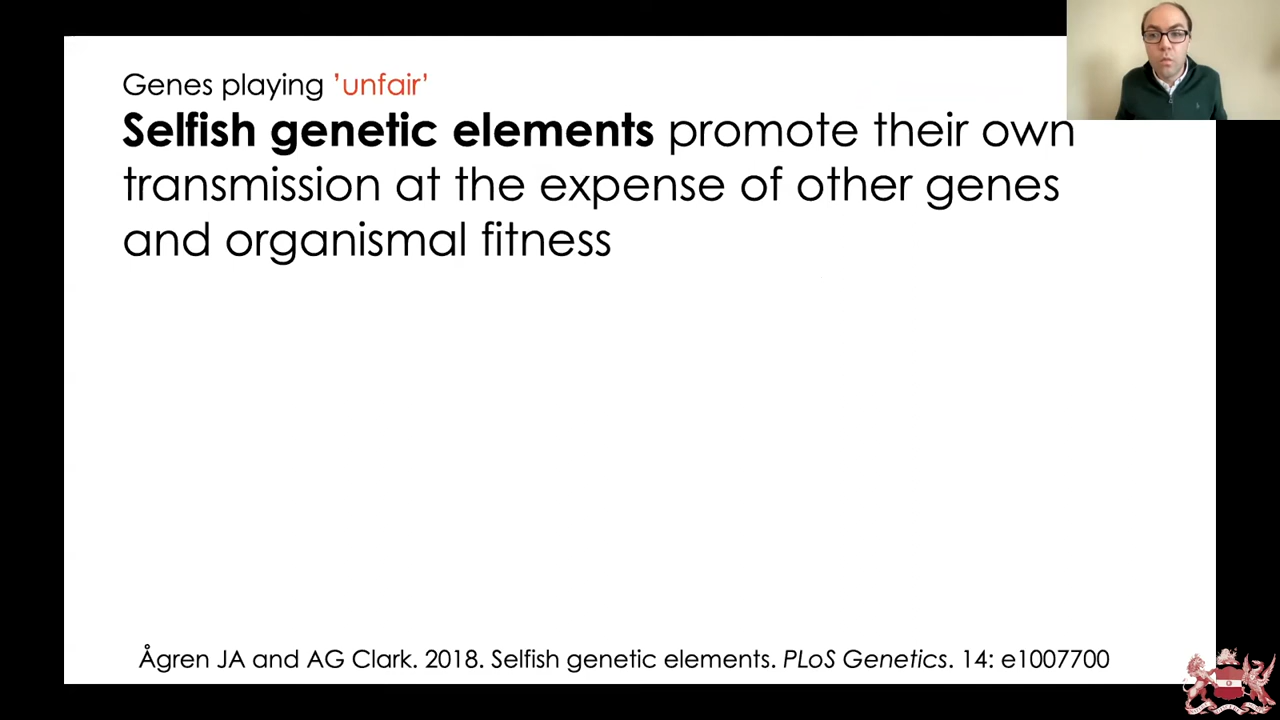 Genes playing ’unfair’
Selfish genetic elements promote their own
transmission at the expense of other genes
and organismal fitness
Ågren JA and AG Clark. 2018. Selfish genetic elements. PLoS Genetics. 14: e1007700